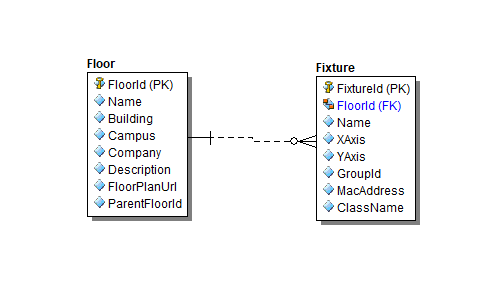 Floor
FloorId (PK)
Name
Building
Campus
Company
Description
FloorPlanUrl
ParentFloorId
Fixture
FixtureId (PK)
FloorId (FK)
Name
XAxis
YAxis
GroupId
MacAddress
ClassName